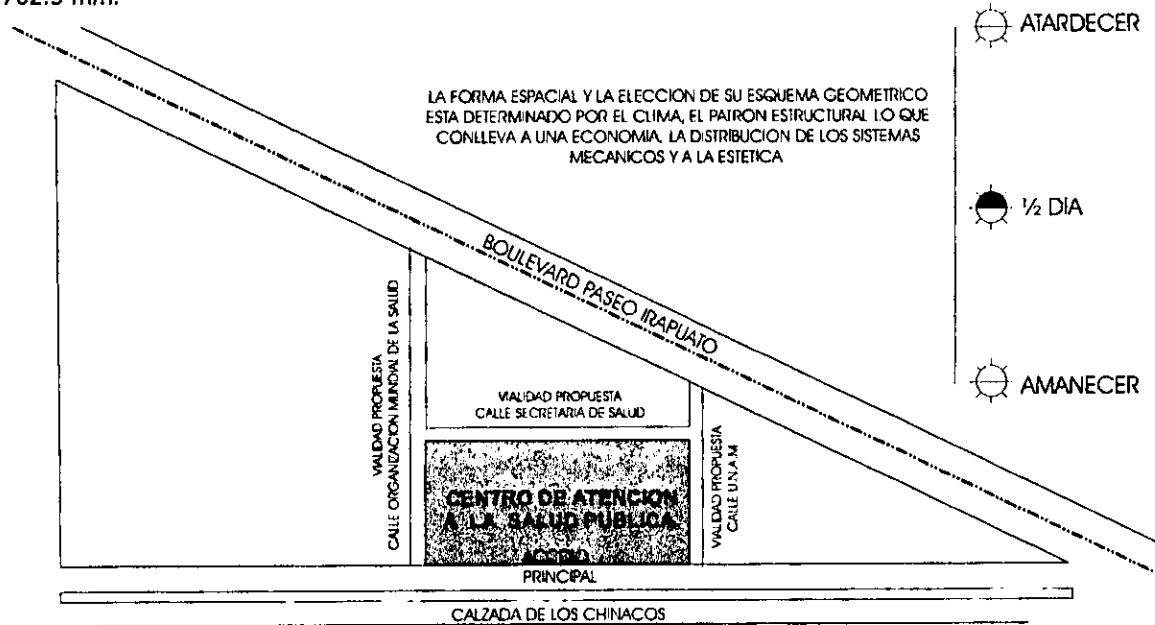 702.5 m/m.
ATARDECER
LA FORMA ESPACIAL Y LA ELECCION DE SU ESQUEMA GEOMETRICO
ESTA DETERMINADO POR EL CLIMA, EL PATRON ESTRUCTURAL LO QUE
CONLLEVA A UNA ECONOMIA, LA DISTRIBUCION DE LOS SISTEMAS
MECANICOS Y A LA ESTETICA
½ DIA
BOULEVARD PASEO IRAPUATO
AMANECER
VIALIDAD PROPUESTA
CALLE ORGANIZACION MUNDIAL DE LA SALUD
VIALIDAD PROPUESTA
CALLE SECRETARIA DE SALUD
VIALIDAD PROPUESTA
CALLE U.N.A.M
CENTRO DE ATENCION
A LA SALUD PUBLICA
ACCESO
PRINCIPAL
CALZADA DE LOS CHINACOS